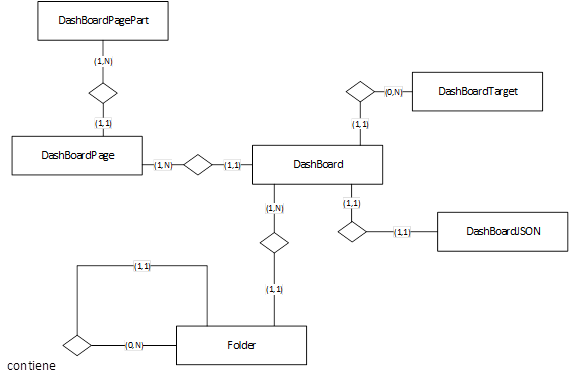 DashBoardPagePart
(1,N)
DashBoardTarget
(0,N)
(1,1)
(1,1)
DashBoardPage
(1,N)
(1,1)
DashBoard
(1,N)
(1,1)
(1,1)
DashBoardJSON
(1,1)
(1,1)
(0,N)
Folder
contiene